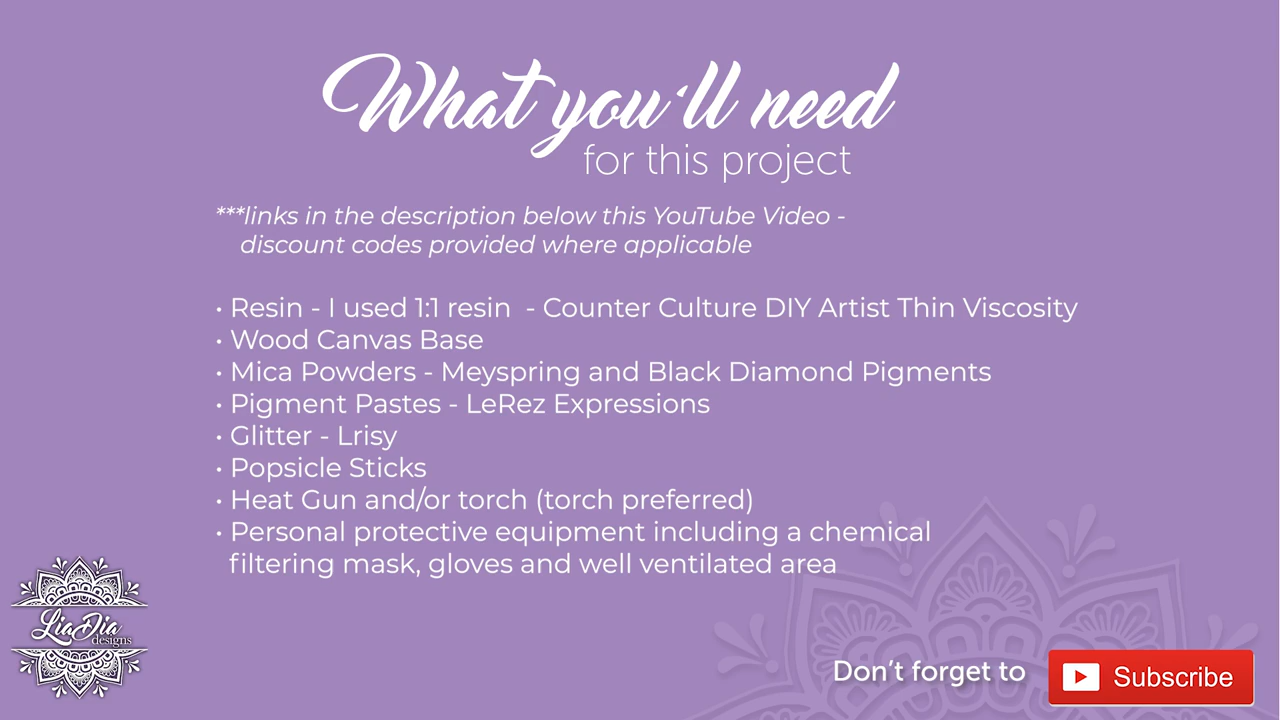 What you'll need
for this project
***links in the description below this YouTube Video -
discount codes provided where applicable
• Resin - I used 1:1 resin - Counter Culture DIY Artist Thin Viscosity
• Wood Canvas Base
• Mica Powders - Meyspring and Black Diamond Pigments
• Pigment Pastes - LeRez Expressions
• Glitter - Lrisy
• Popsicle Sticks
• Heat Gun and/or torch (torch preferred)
• Personal protective equipment including a chemical
filtering mask, gloves and well ventilated area
LiaDia
designs
Don't forget to
Subscribe